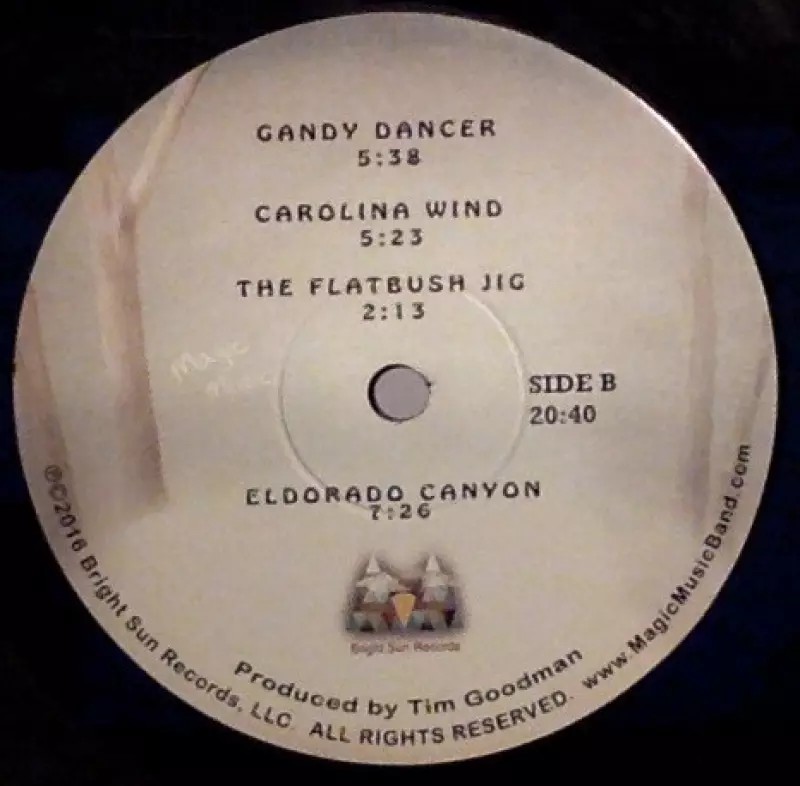 GANDY DANCER
5:38
CAROLINA WIND
5:23
THE FLATBUSH JIG
2:13
Magic
Music
SIDE B
20:40
ELDORADO CANYON
7:26
Bright Sun Records
Produced by Tim Goodman
℗©2016 Bright Sun Records, LLC. ALL RIGHTS RESERVED. www.MagicMusicBand.com